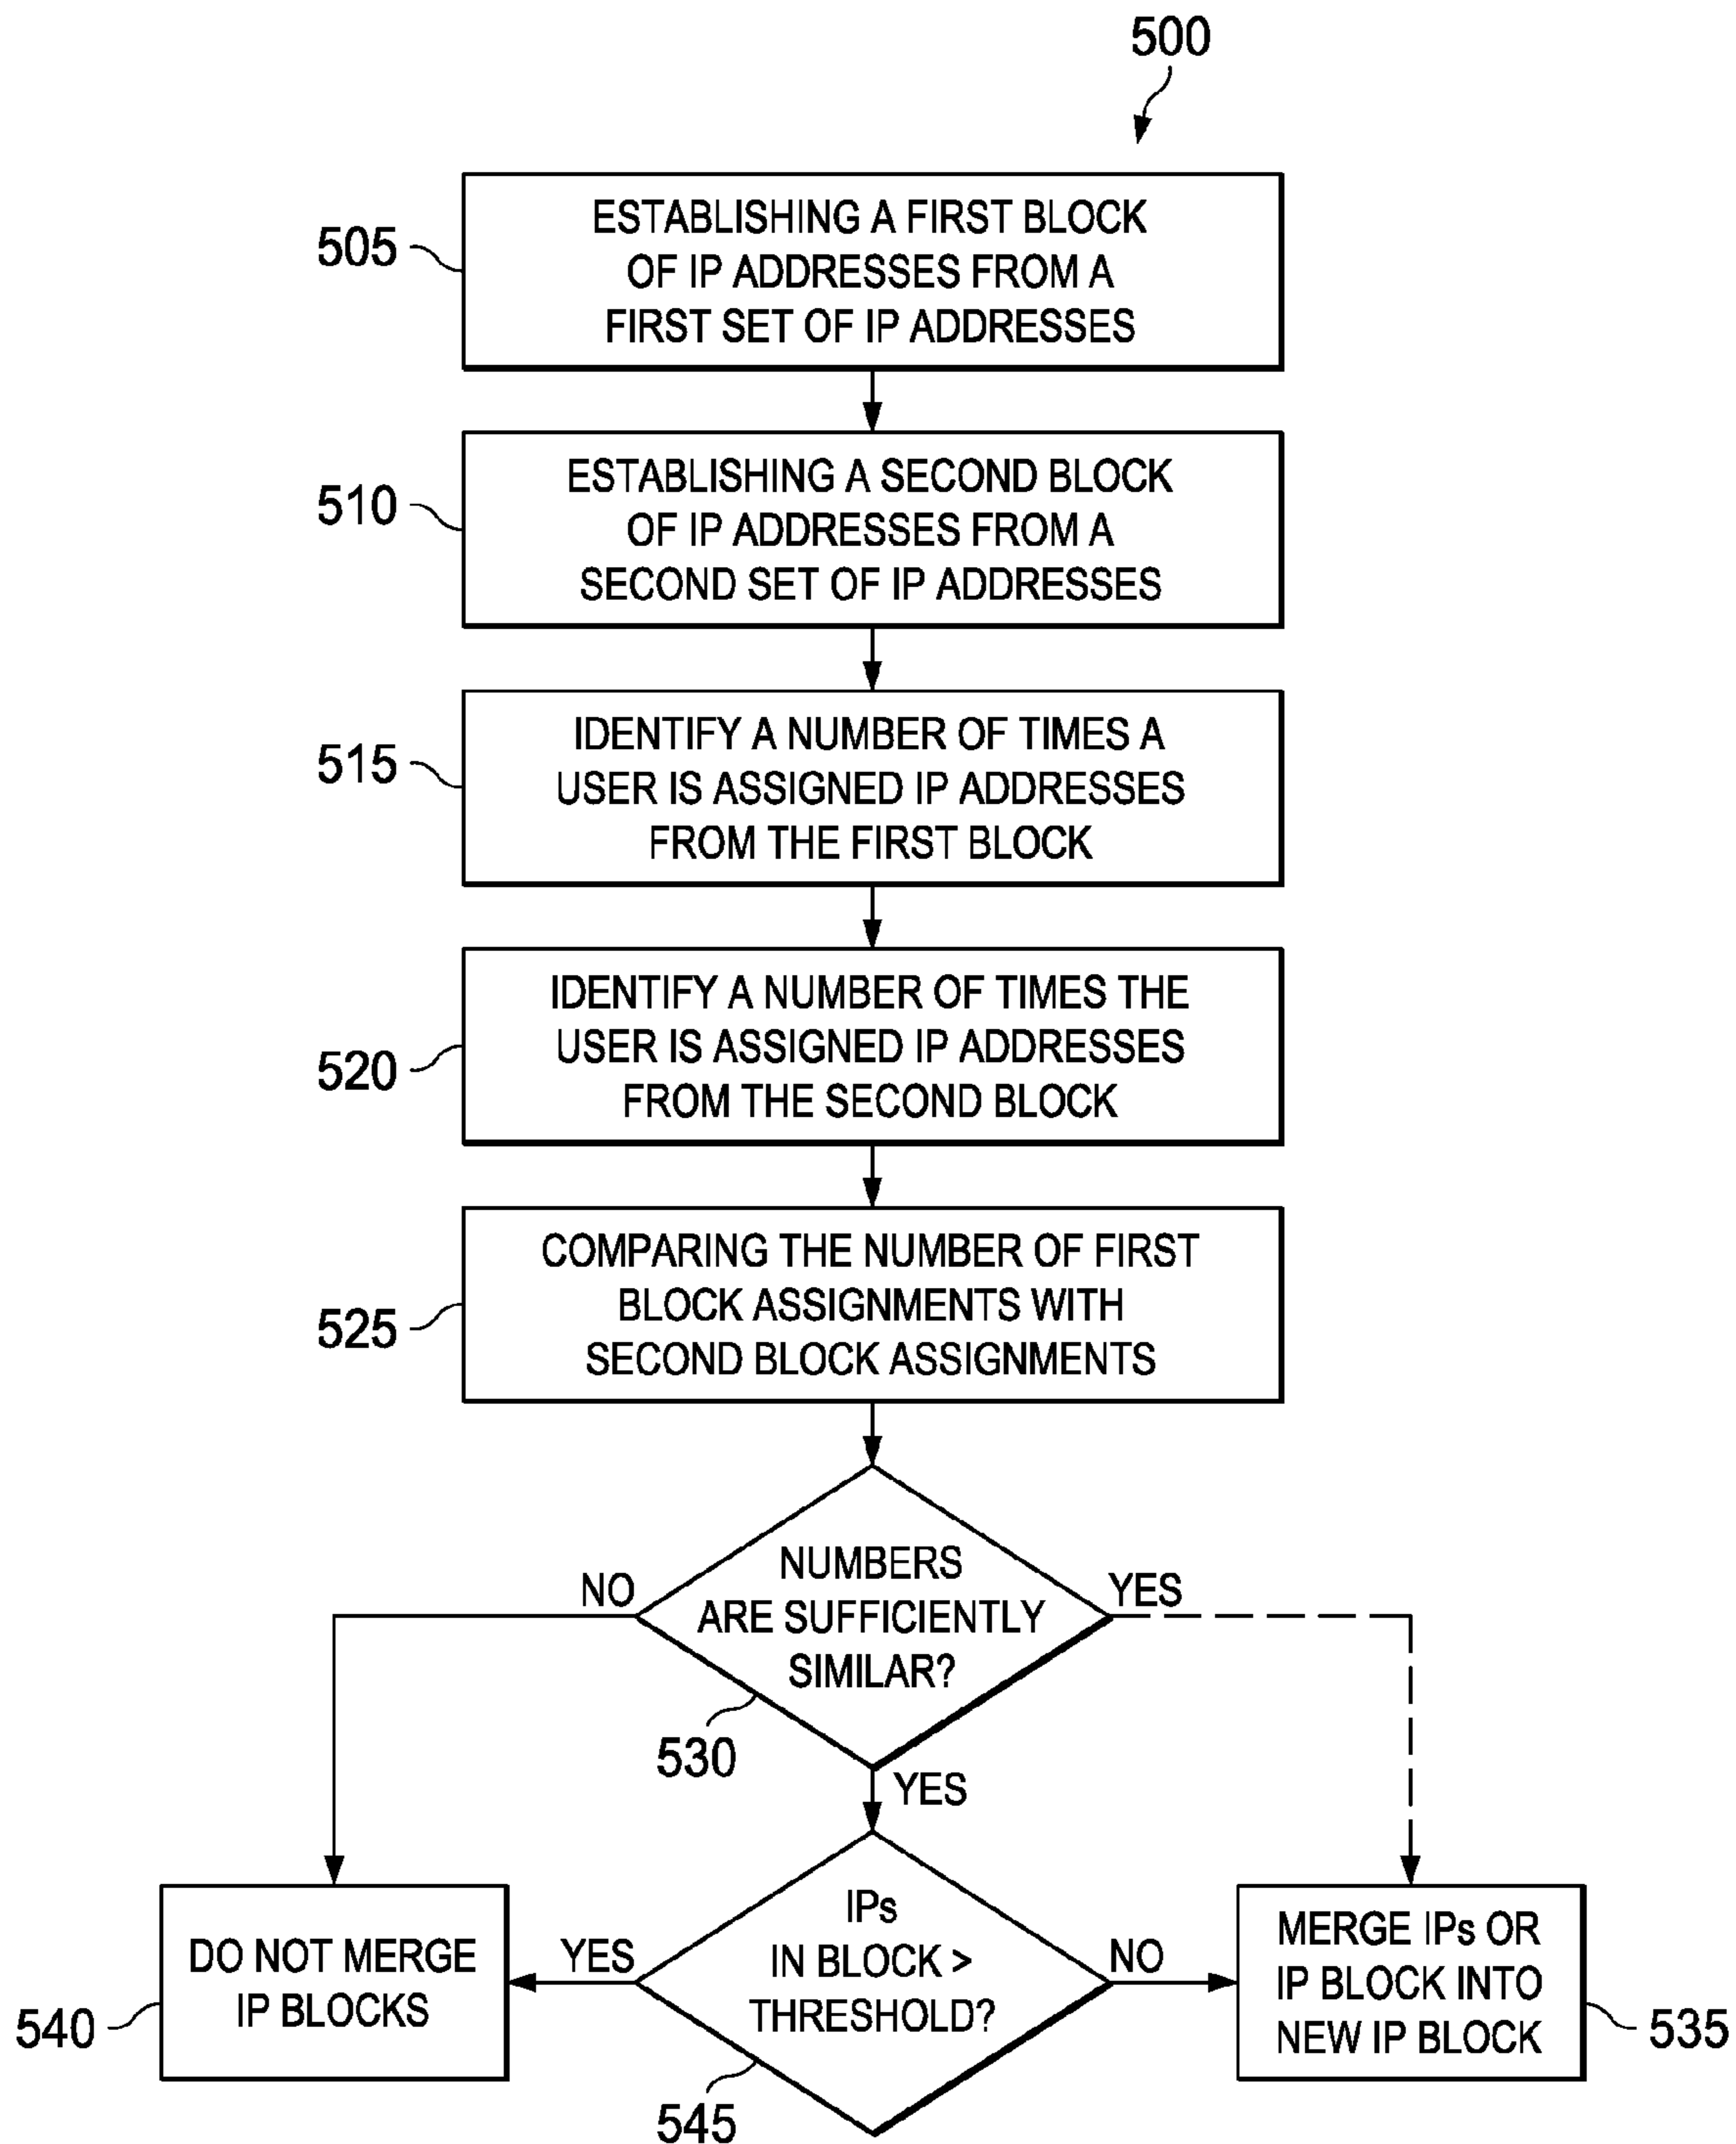 500
505
ESTABLISHING A FIRST BLOCK
OF IP ADDRESSES FROM A
FIRST SET OF IP ADDRESSES
510
ESTABLISHING A SECOND BLOCK
OF IP ADDRESSES FROM A
SECOND SET OF IP ADDRESSES
515
IDENTIFY A NUMBER OF TIMES A
USER IS ASSIGNED IP ADDRESSES
FROM THE FIRST BLOCK
520
IDENTIFY A NUMBER OF TIMES THE
USER IS ASSIGNED IP ADDRESSES
FROM THE SECOND BLOCK
525
COMPARING THE NUMBER OF FIRST
BLOCK ASSIGNMENTS WITH
SECOND BLOCK ASSIGNMENTS
NO
NUMBERS
ARE SUFFICIENTLY
SIMILAR?
YES
530
YES
540
DO NOT MERGE
IP BLOCKS
YES
IPs
IN BLOCK >
THRESHOLD?
545
NO
MERGE IPs OR
IP BLOCK INTO
NEW IP BLOCK
535